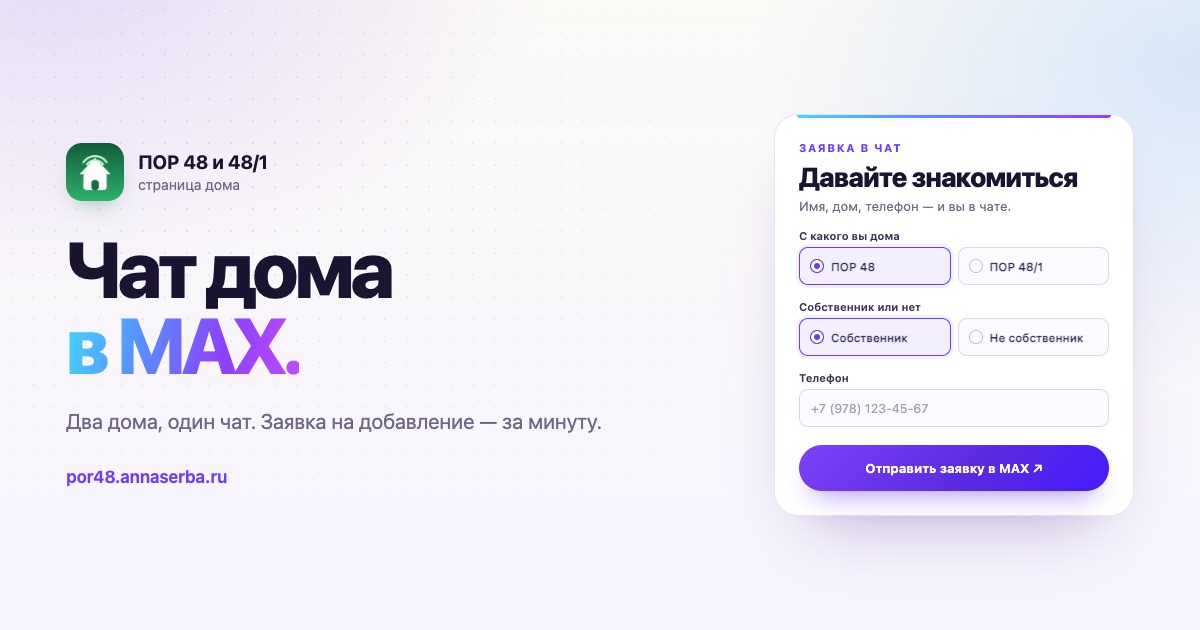 ПОР 48 и 48/1
страница дома
Чат дома
в MAX.
Два дома, один чат. Заявка на добавление — за минуту.
por48.annaserba.ru
ЗАЯВКА В ЧАТ
Давайте знакомиться
Имя, дом, телефон — и вы в чате.
С какого вы дома
ПОР 48
ПОР 48/1
Собственник или нет
Собственник
Не собственник
Телефон
+7 (978) 123-45-67
Отправить заявку в MAX ↗